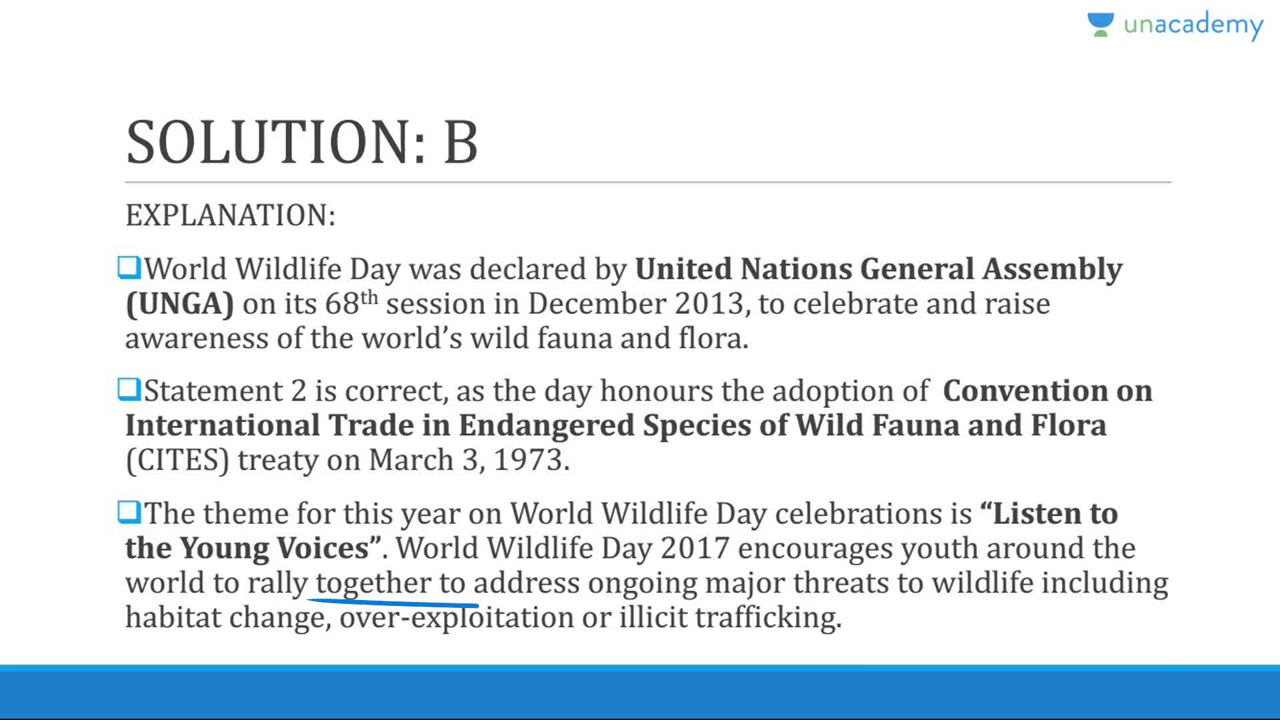 unacademy
SOLUTION: B
EXPLANATION:
World Wildlife Day was declared by United Nations General Assembly
(UNGA) on its 68th session in December 2013, to celebrate and raise
awareness of the world's wild fauna and flora.
Statement 2 is correct, as the day honours the adoption of Convention on
International Trade in Endangered Species of Wild Fauna and Flora
(CITES) treaty on March 3, 1973.
The theme for this year on World Wildlife Day celebrations is “Listen to
the Young Voices”. World Wildlife Day 2017 encourages youth around the
world to rally together to address ongoing major threats to wildlife including
habitat change, over-exploitation or illicit trafficking.